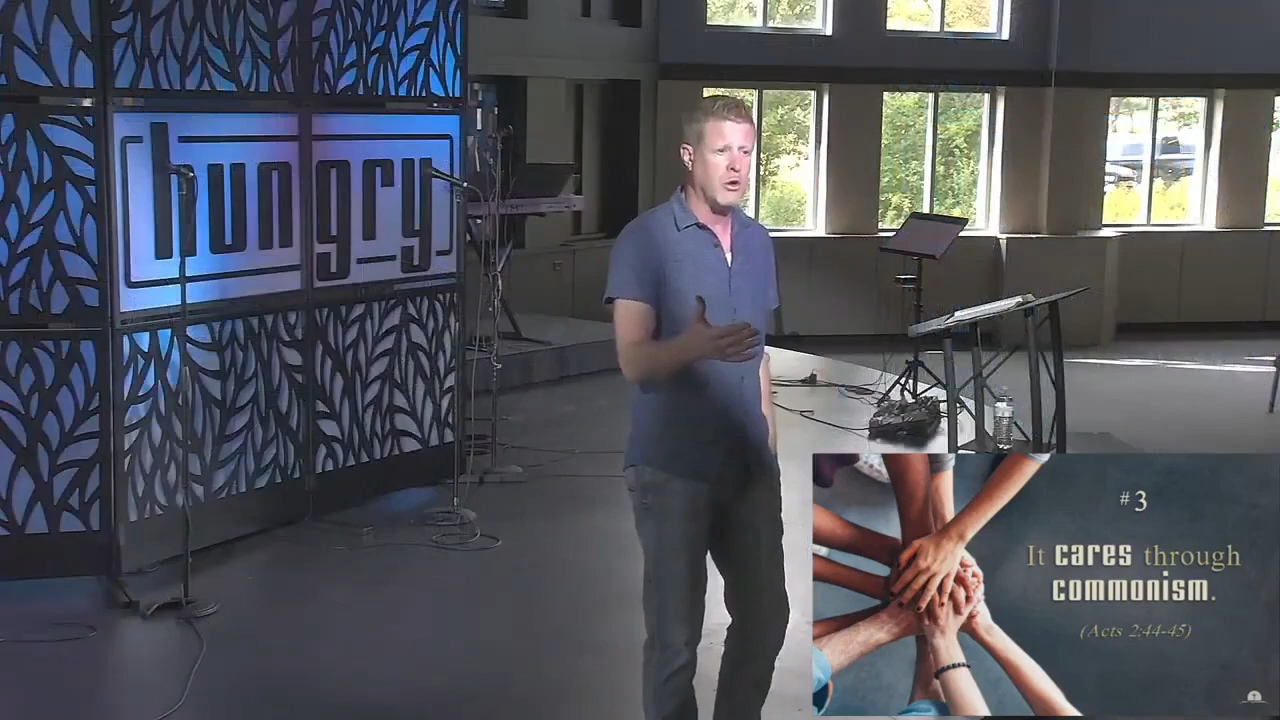 hungry
#3
It cares through
commonism.
(Acts 2:44-45)